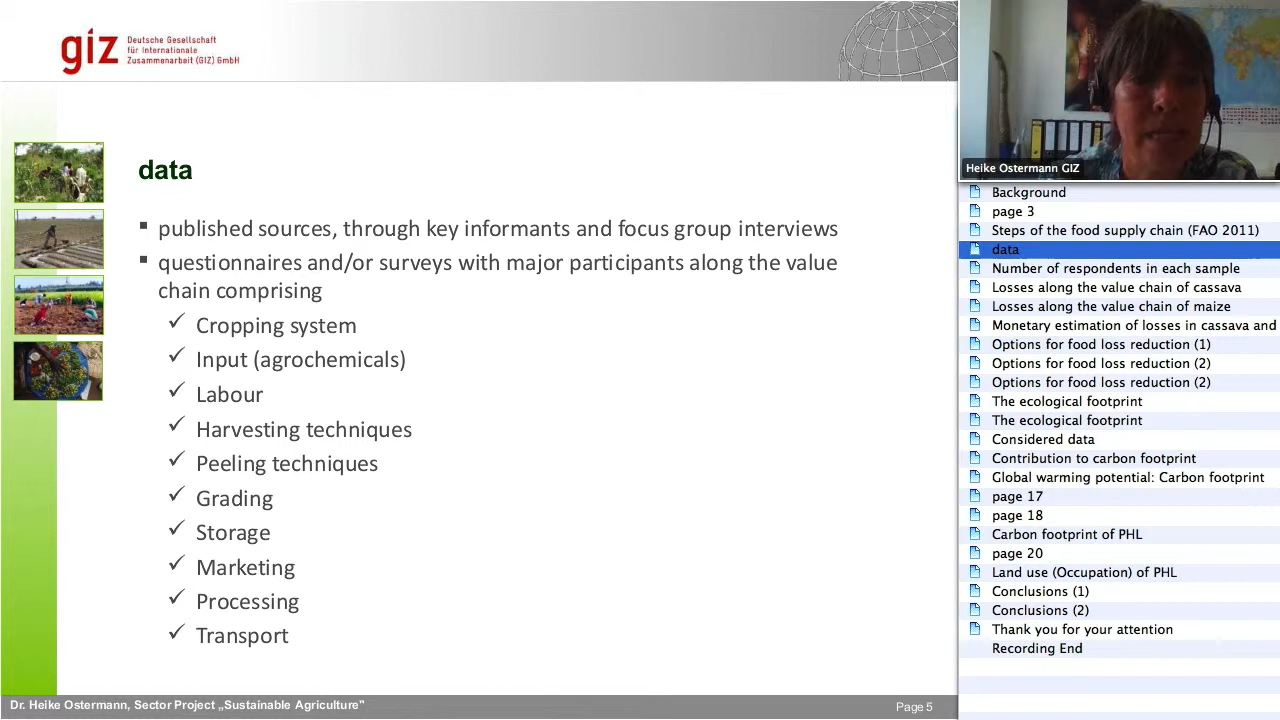 giz
Deutsche Gesellschaft
für Internationale
Zusammenarbeit (GIZ) GmbH
data
published sources, through key informants and focus group interviews
questionnaires and/or surveys with major participants along the value
chain comprising
Cropping system
Input (agrochemicals)
Labour
Harvesting techniques
Peeling techniques
Grading
Storage
Marketing
Processing
Transport
Dr. Heike Ostermann, Sector Project „Sustainable Agriculture"
Page 5
Heike Ostermann GIZ
Background
page 3
Steps of the food supply chain (FAO 2011)
data
Number of respondents in each sample
Losses along the value chain of cassava
Losses along the value chain of maize
Monetary estimation of losses in cassava and
Options for food loss reduction (1)
Options for food loss reduction (2)
Options for food loss reduction (2)
The ecological footprint
The ecological footprint
Considered data
Contribution to carbon footprint
Global warming potential: Carbon footprint
page 17
page 18
Carbon footprint of PHL
page 20
Land use (Occupation) of PHL
Conclusions (1)
Conclusions (2)
Thank you for your attention
Recording End